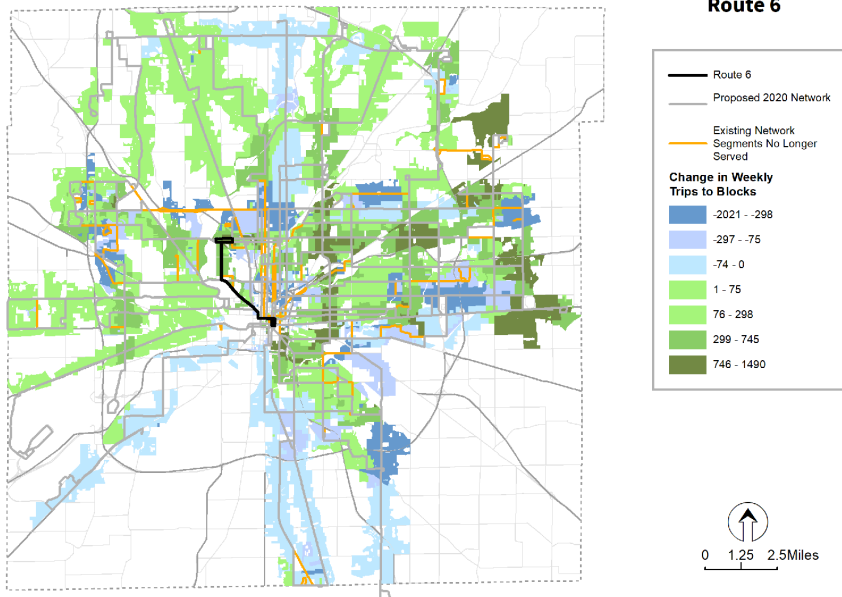 Route 6
Route 6
Proposed 2020 Network
Existing Network
Segments No Longer
Served
Change in Weekly
Trips to Blocks
-2021 - -298
-297 - -75
-74 - 0
1 - 75
76 - 298
299 - 745
746 - 1490
0 1.25 2.5Miles